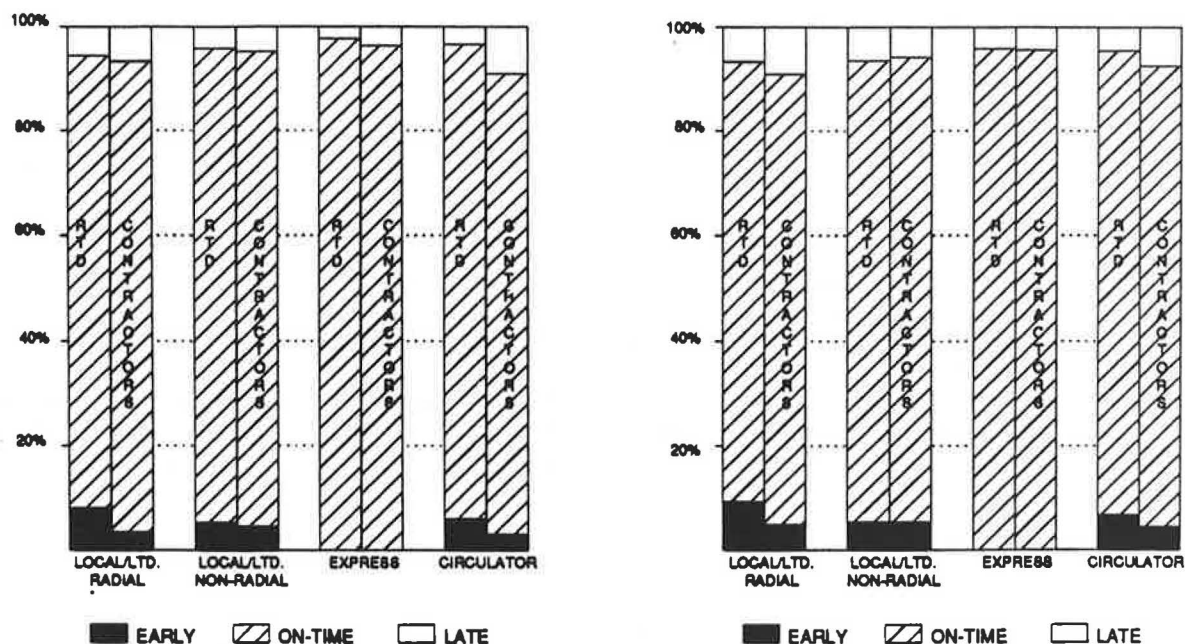 100%
80%
60%
40%
20%
RTD
CONTRACTORS
RTD
CONTRACTORS
RTD
CONTRACTORS
RTD
CONTRACTORS
LOCAL/LTD.
RADIAL
LOCAL/LTD.
NON-RADIAL
EXPRESS
CIRCULATOR
EARLY ON-TIME LATE
100%
80%
60%
40%
20%
RTD
CONTRACTORS
RTD
CONTRACTORS
RTD
CONTRACTORS
RTD
CONTRACTORS
LOCAL/LTD.
RADIAL
LOCAL/LTD.
NON-RADIAL
EXPRESS
CIRCULATOR
EARLY ON-TIME LATE